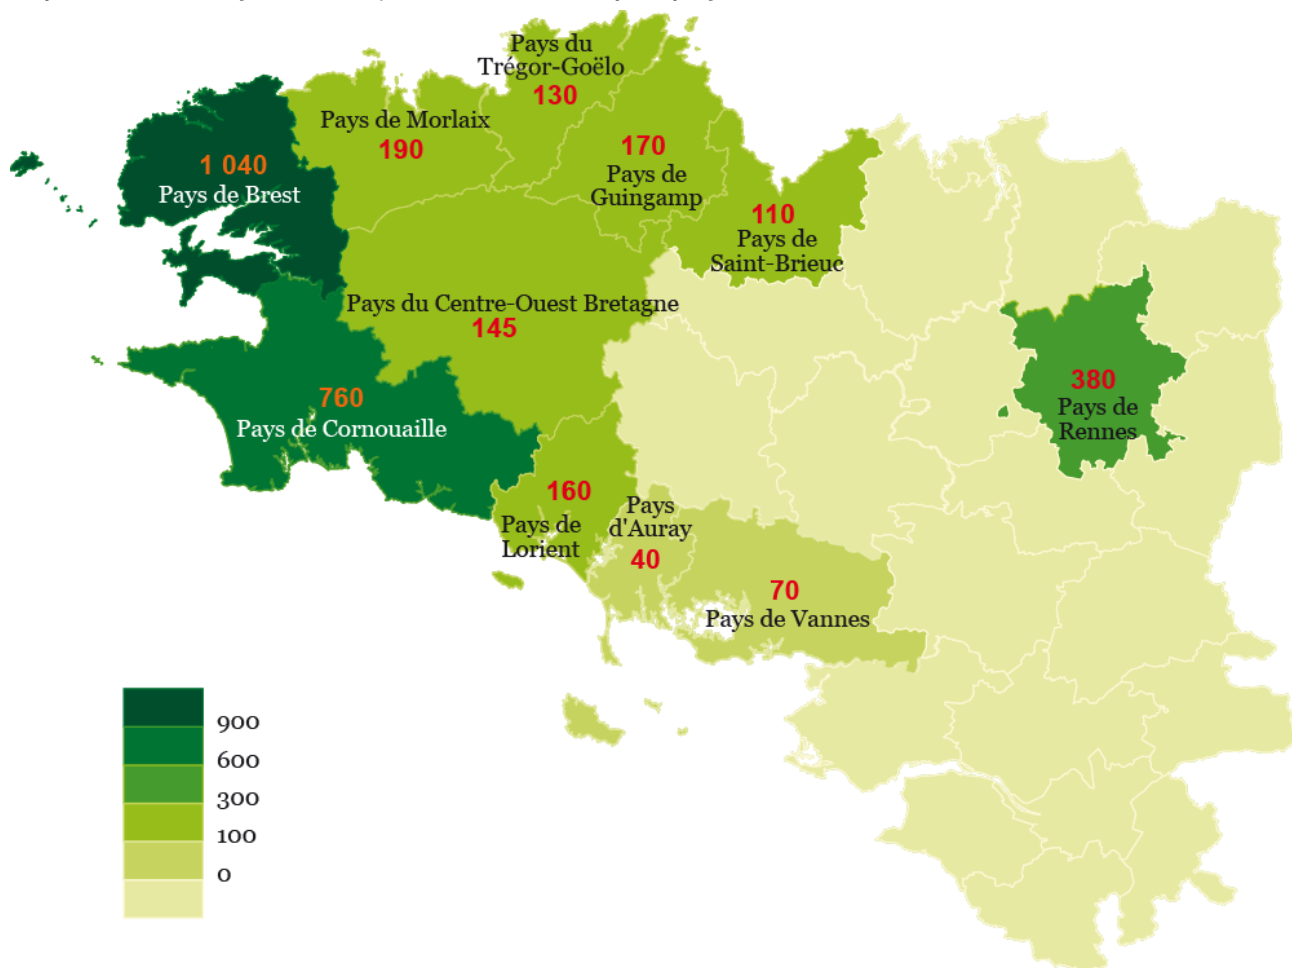 Pays du
Trégor-Goëlo
130
Pays de Morlaix
190
170
Pays de
Guingamp
1 040
Pays de Brest
110
Pays de
Saint-Brieuc
Pays du Centre-Ouest Bretagne
145
380
Pays de
Rennes
760
Pays de Cornouaille
160
Pays de
Lorient
Pays
d'Auray
40
70
Pays de Vannes
900
600
300
100
0